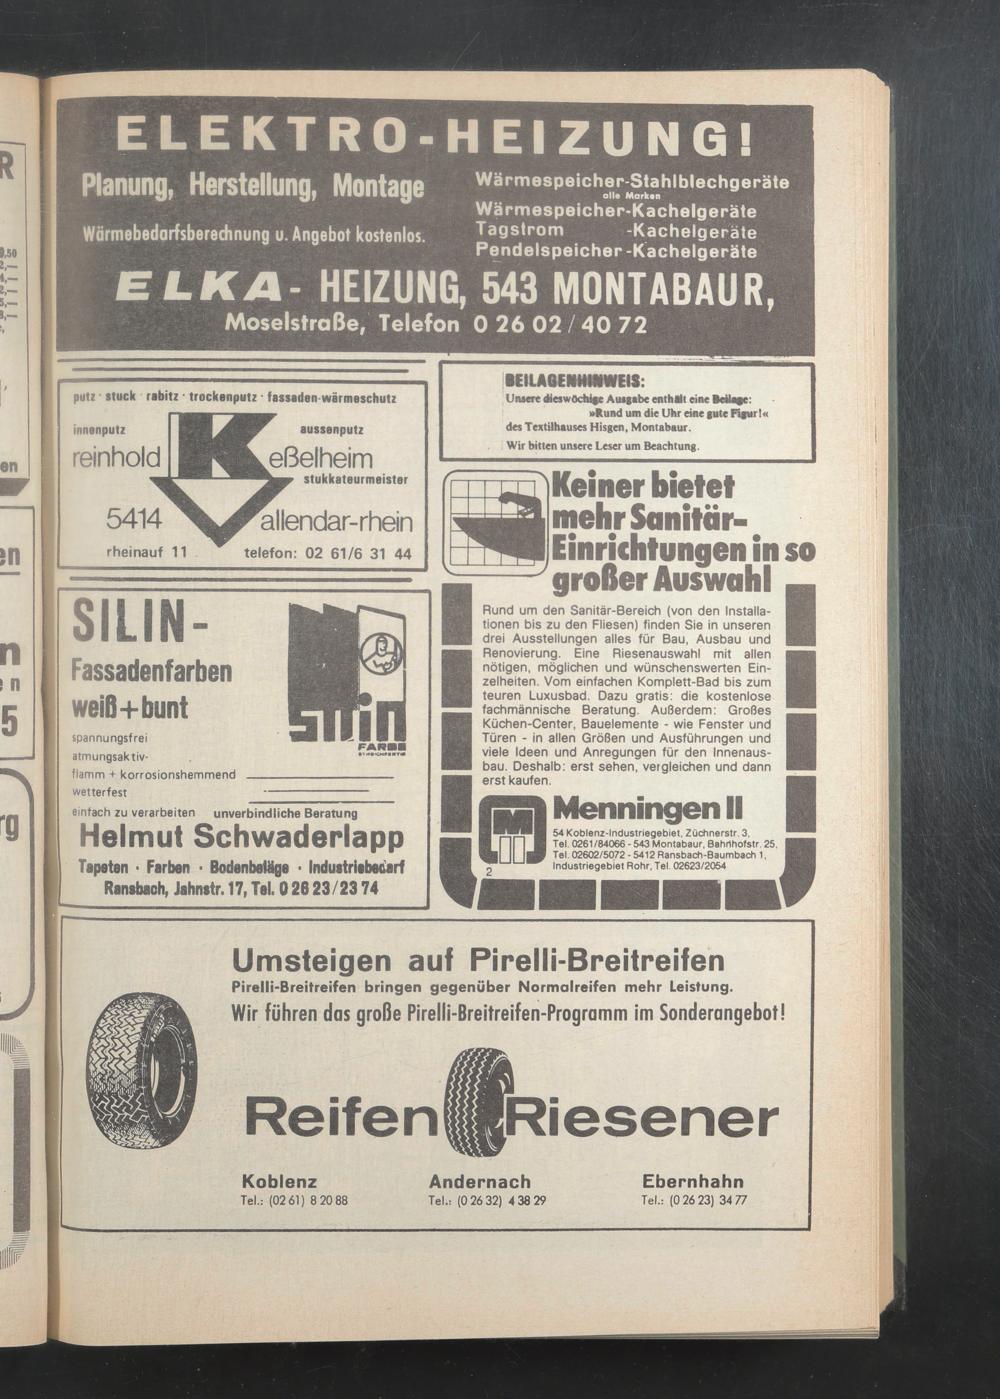 ELEKTRO-HEIZUNG!
Planung, Herstellung, Montage
Wärmebedarfsberechnung u. Angebot kostenlos.
Wärmespeicher-Stahlblechgeräte
alle Marken
Wärmespeicher-Kachelgeräte
Tagstrom -Kachelgeräte
Pendelspeicher-Kachelgeräte
ELKA- HEIZUNG, 543 MONTABAUR,
Moselstraße, Telefon 0 26 02 / 40 72
putz · stuck · rabitz · trockenputz · fassaden-wärmeschutz
innenputz aussenputz
reinhold Keßelheim
stukkateurmeister
5414 Vallendar-rhein
rheinauf 11 telefon: 02 61/6 31 44
BEILAGENHINWEIS:
Unsere dieswöchige Ausgabe enthält eine Beilage:
»Rund um die Uhr eine gute Figur!«
des Textilhauses Hisgen, Montabaur.
Wir bitten unsere Leser um Beachtung.
SILIN-
Fassadenfarben
weiß+bunt
spannungsfrei
atmungsaktiv-
flamm + korrosionshemmend
wetterfest
einfach zu verarbeiten unverbindliche Beratung
silin
FARBE
Helmut Schwaderlapp
Tapeten · Farben · Bodenbeläge · Industriebedarf
Ransbach, Jahnstr. 17, Tel. 0 26 23 / 23 74
Keiner bietet
mehr Sanitär-
Einrichtungen in so
großer Auswahl
Rund um den Sanitär-Bereich (von den Installa-
tionen bis zu den Fliesen) finden Sie in unseren
drei Ausstellungen alles für Bau, Ausbau und
Renovierung. Eine Riesenauswahl mit allen
nötigen, möglichen und wünschenswerten Ein-
zelheiten. Vom einfachen Komplett-Bad bis zum
teuren Luxusbad. Dazu gratis: die kostenlose
fachmännische Beratung. Außerdem: Großes
Küchen-Center, Bauelemente - wie Fenster und
Türen - in allen Größen und Ausführungen und
viele Ideen und Anregungen für den Innenaus-
bau. Deshalb: erst sehen, vergleichen und dann
erst kaufen.
M
Menningen II
54 Koblenz-Industriegebiet, Züchnerstr. 3,
Tel. 0261/84066 - 543 Montabaur, Bahnhofstr. 25,
Tel. 02602/5072 - 5412 Ransbach-Baumbach 1,
Industriegebiet Rohr, Tel. 02623/2054
2
Umsteigen auf Pirelli-Breitreifen
Pirelli-Breitreifen bringen gegenüber Normalreifen mehr Leistung.
Wir führen das große Pirelli-Breitreifen-Programm im Sonderangebot!
Reifen Riesener
Koblenz Andernach Ebernhahn
Tel.: (02 61) 8 20 88 Tel.: (0 26 32) 4 38 29 Tel.: (0 26 23) 34 77